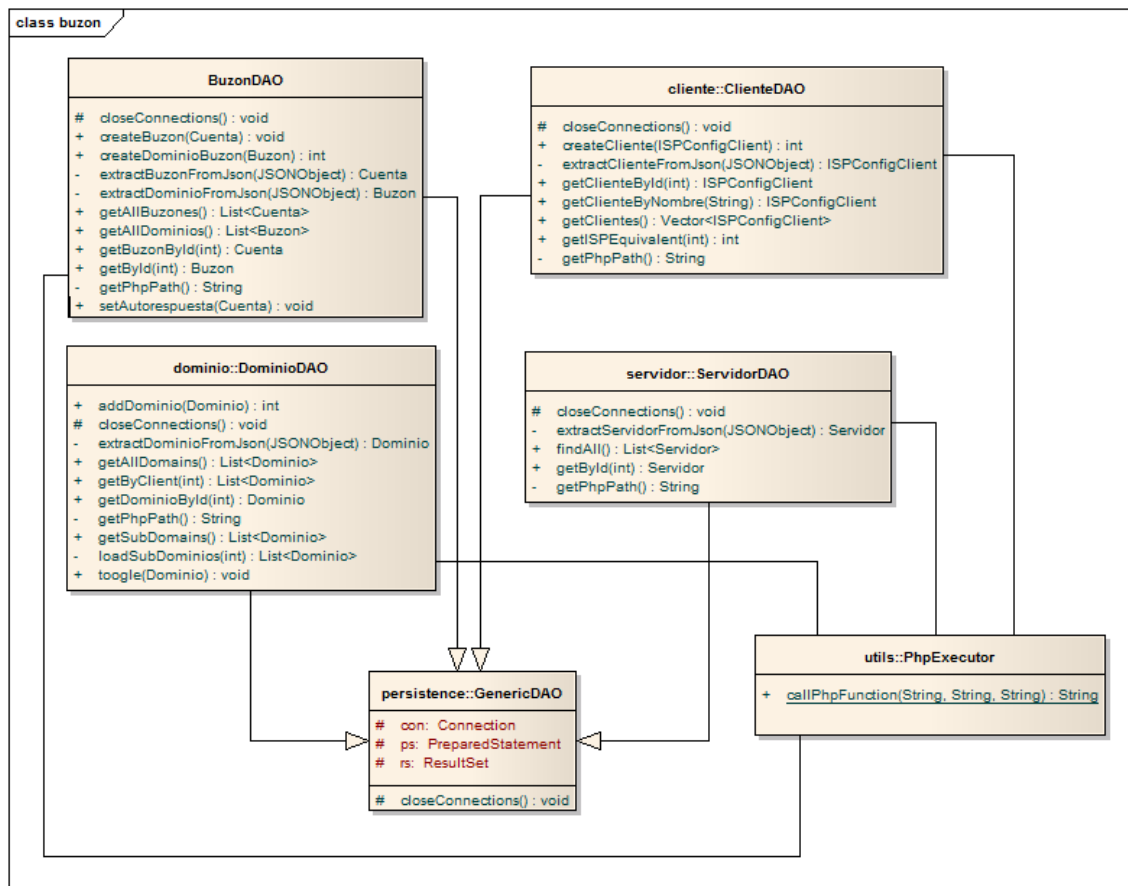 class buzon
BuzonDAO
# closeConnections() : void
+ createBuzon(Cuenta) : void
+ createDominioBuzon(Buzon) : int
- extractBuzonFromJson(JSONObject) : Cuenta
- extractDominioFromJson(JSONObject) : Buzon
+ getAllBuzones() : List<Cuenta>
+ getAllDominios() : List<Buzon>
+ getBuzonById(int) : Cuenta
+ getById(int) : Buzon
- getPhpPath() : String
+ setAutorespuesta(Cuenta) : void
cliente::ClienteDAO
# closeConnections() : void
+ createCliente(ISPConfigClient) : int
- extractClienteFromJson(JSONObject) : ISPConfigClient
+ getClienteById(int) : ISPConfigClient
+ getClienteByNombre(String) : ISPConfigClient
+ getClientes() : Vector<ISPConfigClient>
+ getISPEquivalent(int) : int
- getPhpPath() : String
dominio::DominioDAO
+ addDominio(Dominio) : int
# closeConnections() : void
- extractDominioFromJson(JSONObject) : Dominio
+ getAllDomains() : List<Dominio>
+ getByClient(int) : List<Dominio>
+ getDominioById(int) : Dominio
- getPhpPath() : String
+ getSubDomains() : List<Dominio>
- loadSubDominios(int) : List<Dominio>
+ toogle(Dominio) : void
servidor::ServidorDAO
# closeConnections() : void
- extractServidorFromJson(JSONObject) : Servidor
+ findAll() : List<Servidor>
+ getById(int) : Servidor
- getPhpPath() : String
persistence::GenericDAO
# con: Connection
# ps: PreparedStatement
# rs: ResultSet
# closeConnections() : void
utils::PhpExecutor
+ callPhpFunction(String, String, String) : String